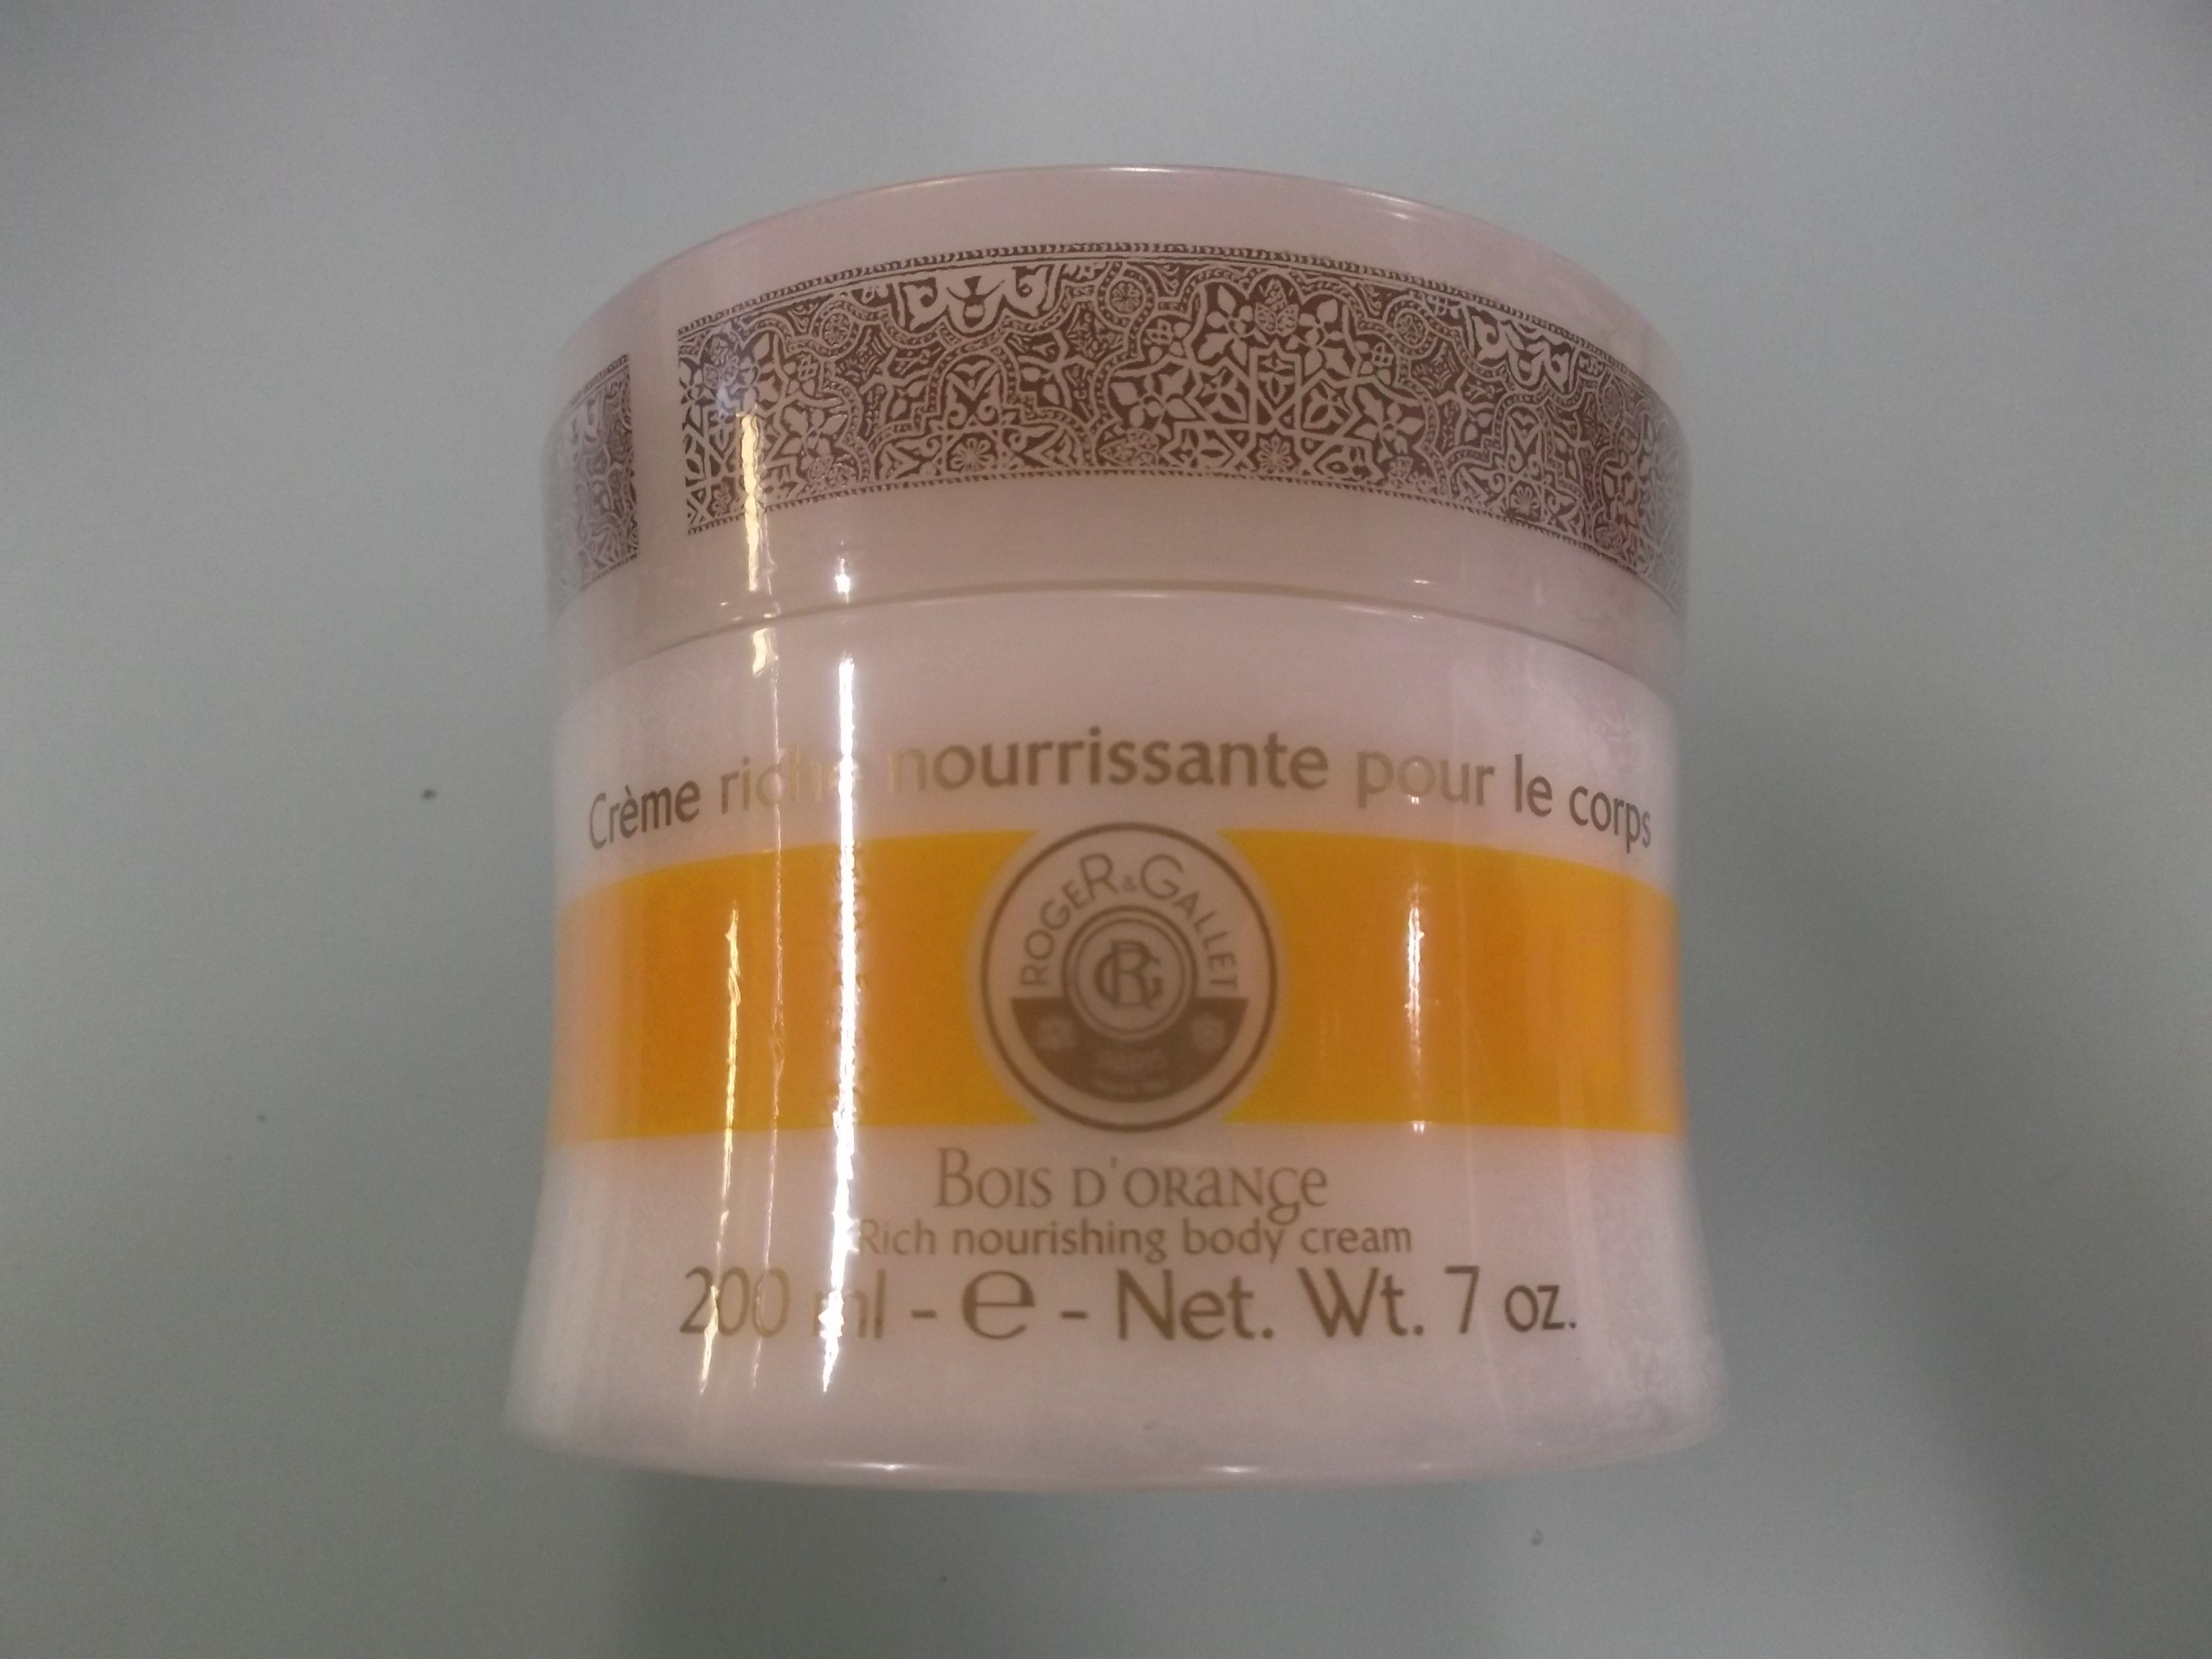 Crème riche nourrissante pour le corps
ROGER & GALLET
RG
PARIS
BOIS D'ORANGE
Rich nourishing body cream
200 ml - e - Net. Wt. 7 oz.